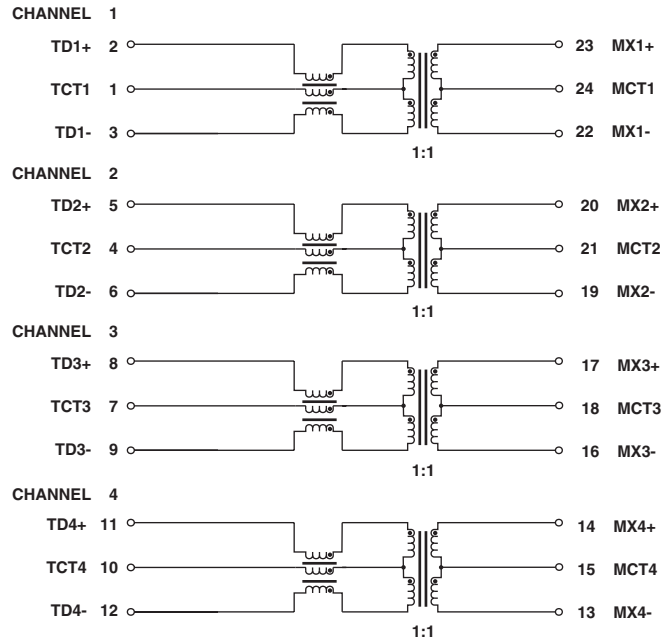 CHANNEL 1
TD1+ 2 23 MX1+
TCT1 1 24 MCT1
TD1- 3 22 MX1-
1:1
CHANNEL 2
TD2+ 5 20 MX2+
TCT2 4 21 MCT2
TD2- 6 19 MX2-
1:1
CHANNEL 3
TD3+ 8 17 MX3+
TCT3 7 18 MCT3
TD3- 9 16 MX3-
1:1
CHANNEL 4
TD4+ 11 14 MX4+
TCT4 10 15 MCT4
TD4- 12 13 MX4-
1:1